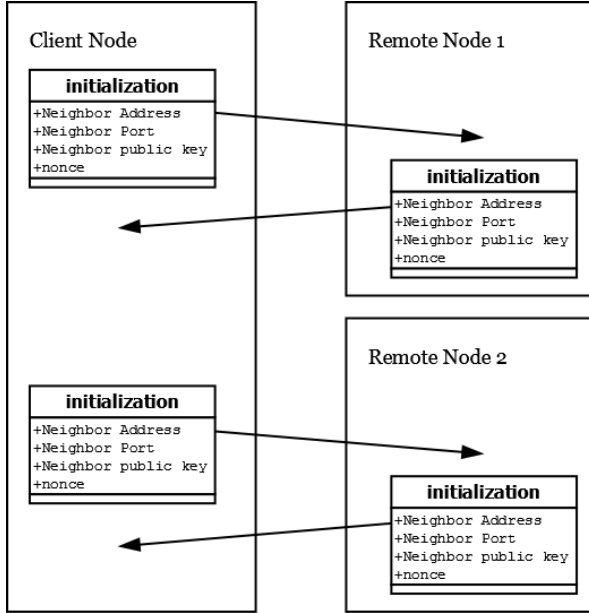 Client Node
initialization
+Neighbor Address
+Neighbor Port
+Neighbor public key
+nonce
initialization
+Neighbor Address
+Neighbor Port
+Neighbor public key
+nonce
Remote Node 1
initialization
+Neighbor Address
+Neighbor Port
+Neighbor public key
+nonce
Remote Node 2
initialization
+Neighbor Address
+Neighbor Port
+Neighbor public key
+nonce